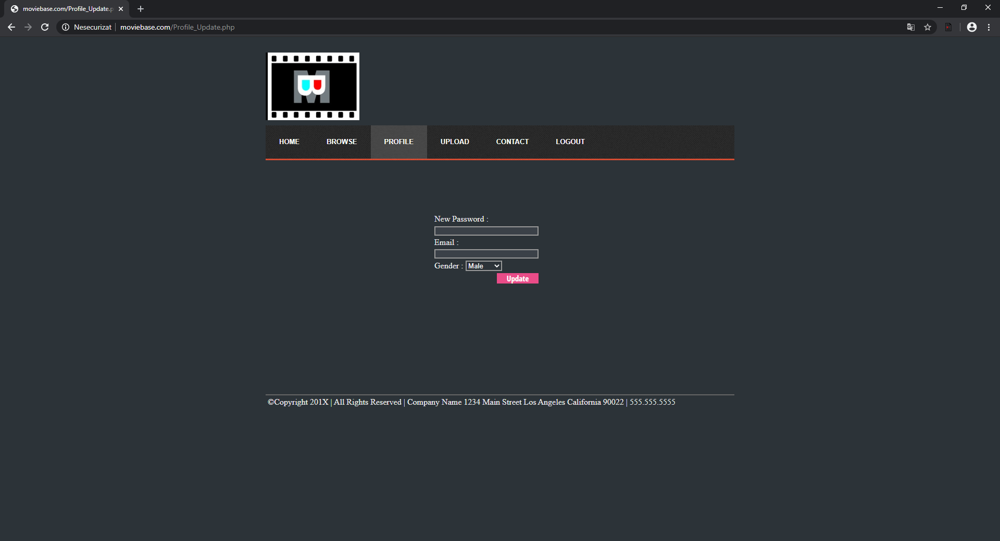 moviebase.com/Profile_Update.p
Nesecurizat moviebase.com/Profile_Update.php
MB
HOME BROWSE PROFILE UPLOAD CONTACT LOGOUT
New Password :
Email :
Gender : Male
Update
©Copyright 201X | All Rights Reserved | Company Name 1234 Main Street Los Angeles California 90022 | 555.555.5555